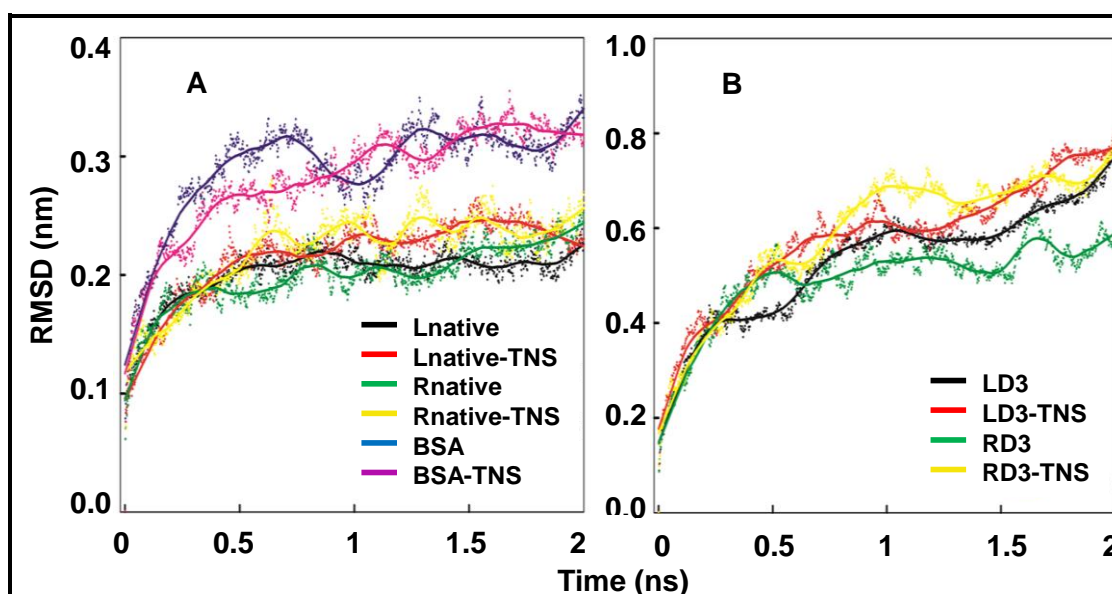 A
RMSD (nm)
0.4
0.3
0.2
0.1
0.0
Lnative
Lnative-TNS
Rnative
Rnative-TNS
BSA
BSA-TNS
0 0.5 1 1.5 2
B
1.0
0.8
0.6
0.4
0.2
0.0
LD3
LD3-TNS
RD3
RD3-TNS
0 0.5 1 1.5 2
Time (ns)